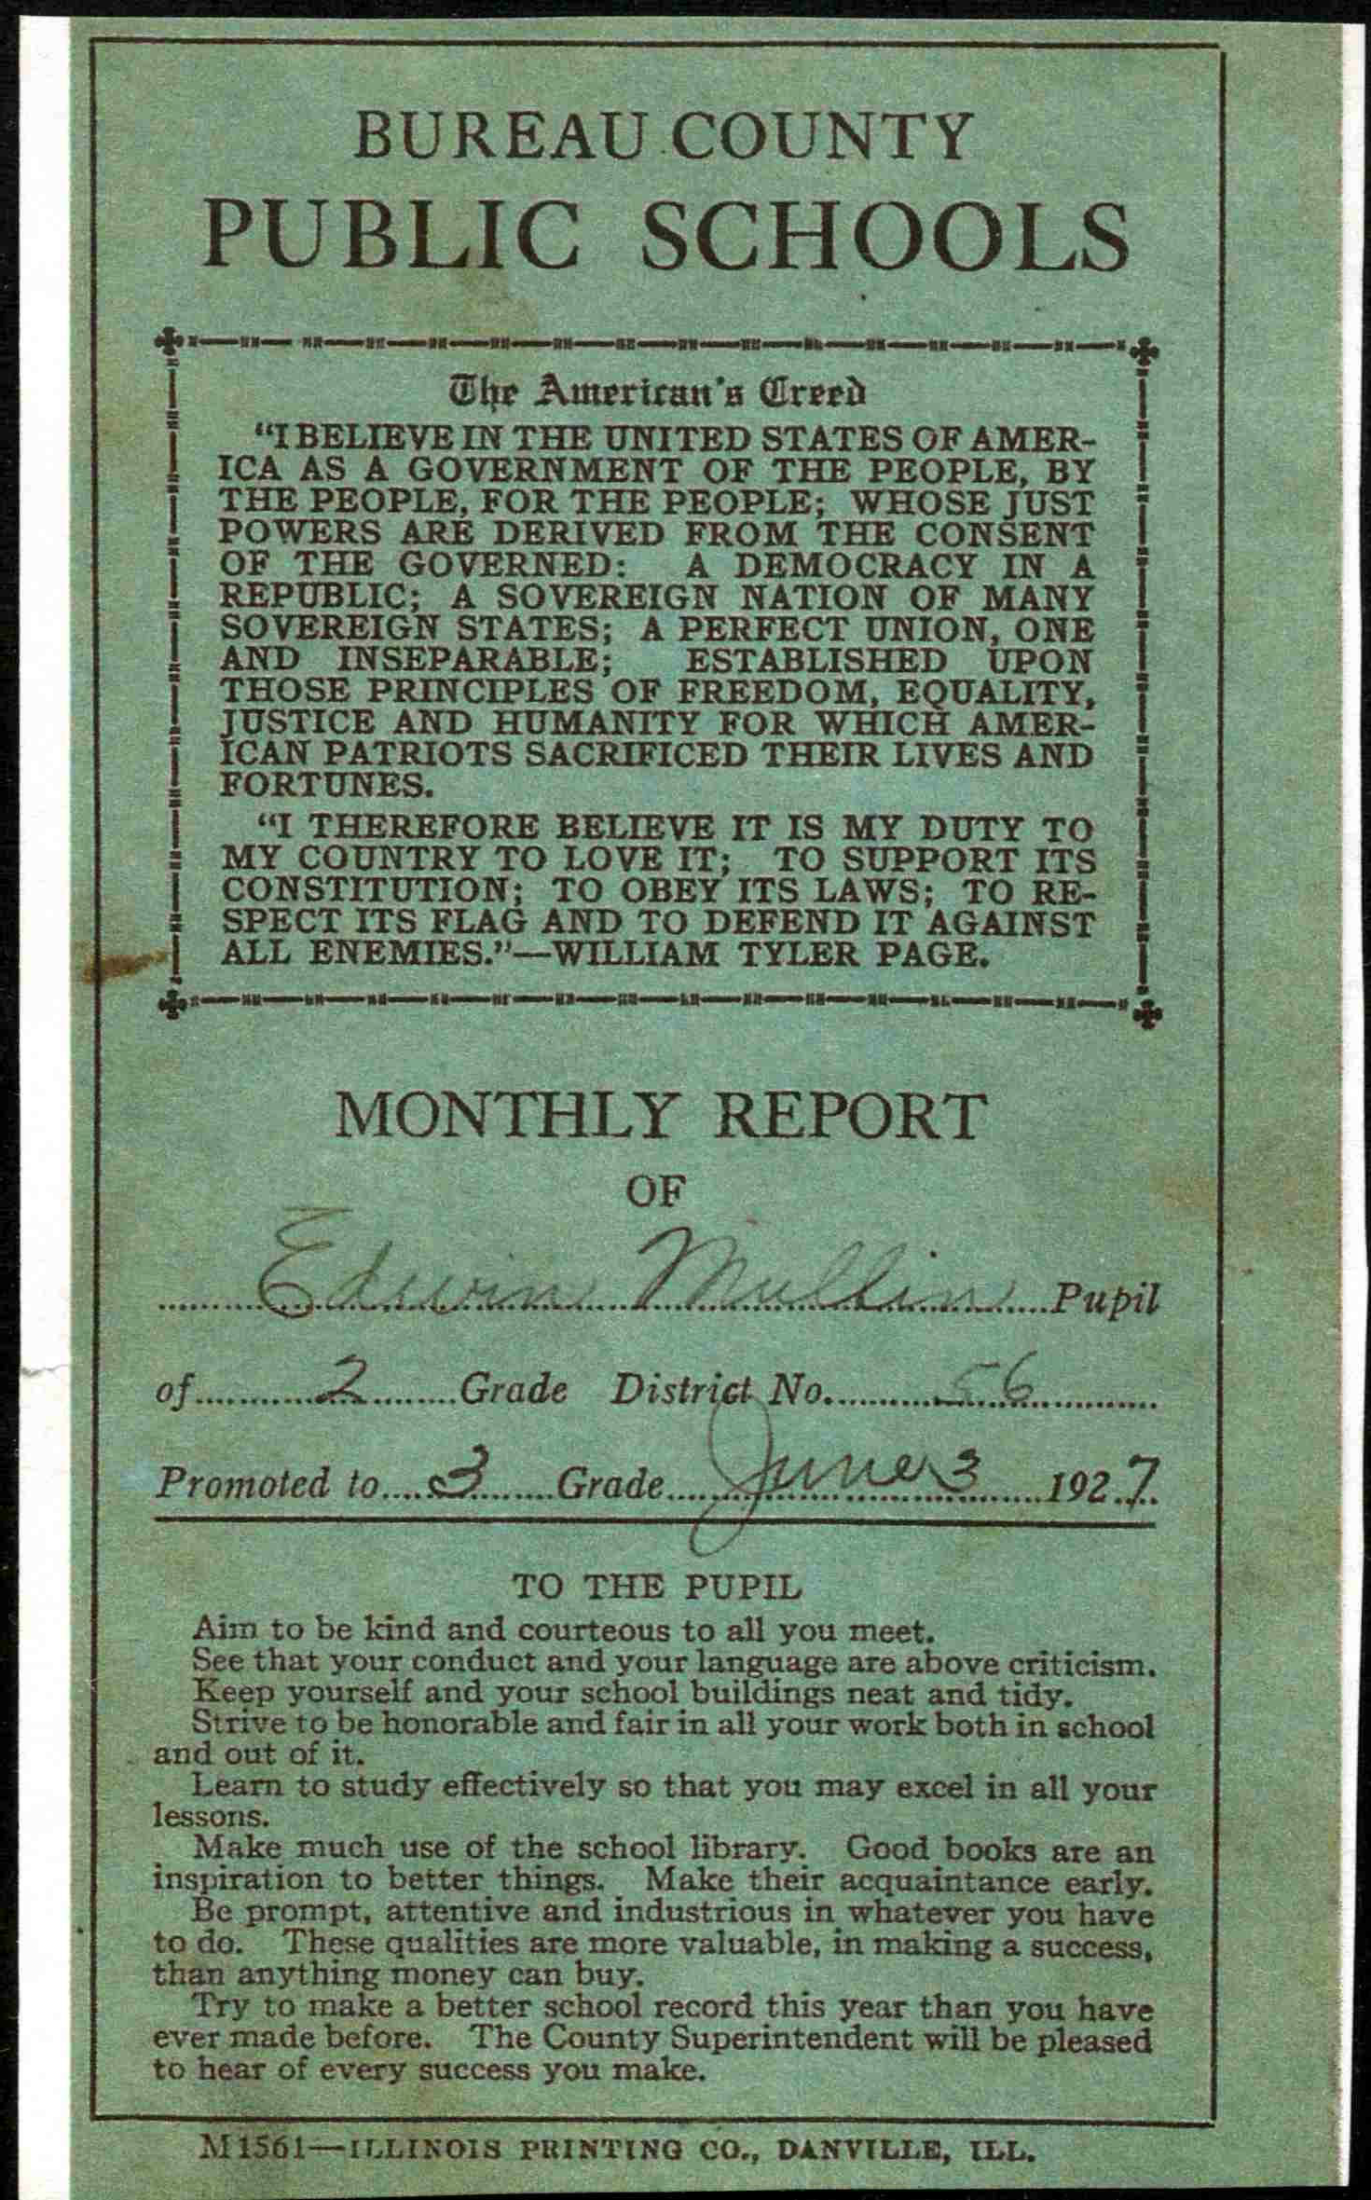 BUREAU COUNTY
PUBLIC SCHOOLS
The American's Creed
“I BELIEVE IN THE UNITED STATES OF AMER-
ICA AS A GOVERNMENT OF THE PEOPLE, BY
THE PEOPLE, FOR THE PEOPLE; WHOSE JUST
POWERS ARE DERIVED FROM THE CONSENT
OF THE GOVERNED: A DEMOCRACY IN A
REPUBLIC; A SOVEREIGN NATION OF MANY
SOVEREIGN STATES; A PERFECT UNION, ONE
AND INSEPARABLE; ESTABLISHED UPON
THOSE PRINCIPLES OF FREEDOM, EQUALITY,
JUSTICE AND HUMANITY FOR WHICH AMER-
ICAN PATRIOTS SACRIFICED THEIR LIVES AND
FORTUNES.
“I THEREFORE BELIEVE IT IS MY DUTY TO
MY COUNTRY TO LOVE IT; TO SUPPORT ITS
CONSTITUTION; TO OBEY ITS LAWS; TO RE-
SPECT ITS FLAG AND TO DEFEND IT AGAINST
ALL ENEMIES.”—WILLIAM TYLER PAGE.
MONTHLY REPORT
OF
Edwin Mullin Pupil
of 2 Grade District No. 56
Promoted to 3 Grade June 3 1927.
TO THE PUPIL
Aim to be kind and courteous to all you meet.
See that your conduct and your language are above criticism.
Keep yourself and your school buildings neat and tidy.
Strive to be honorable and fair in all your work both in school
and out of it.
Learn to study effectively so that you may excel in all your
lessons.
Make much use of the school library. Good books are an
inspiration to better things. Make their acquaintance early.
Be prompt, attentive and industrious in whatever you have
to do. These qualities are more valuable, in making a success,
than anything money can buy.
Try to make a better school record this year than you have
ever made before. The County Superintendent will be pleased
to hear of every success you make.
M1561—ILLINOIS PRINTING CO., DANVILLE, ILL.